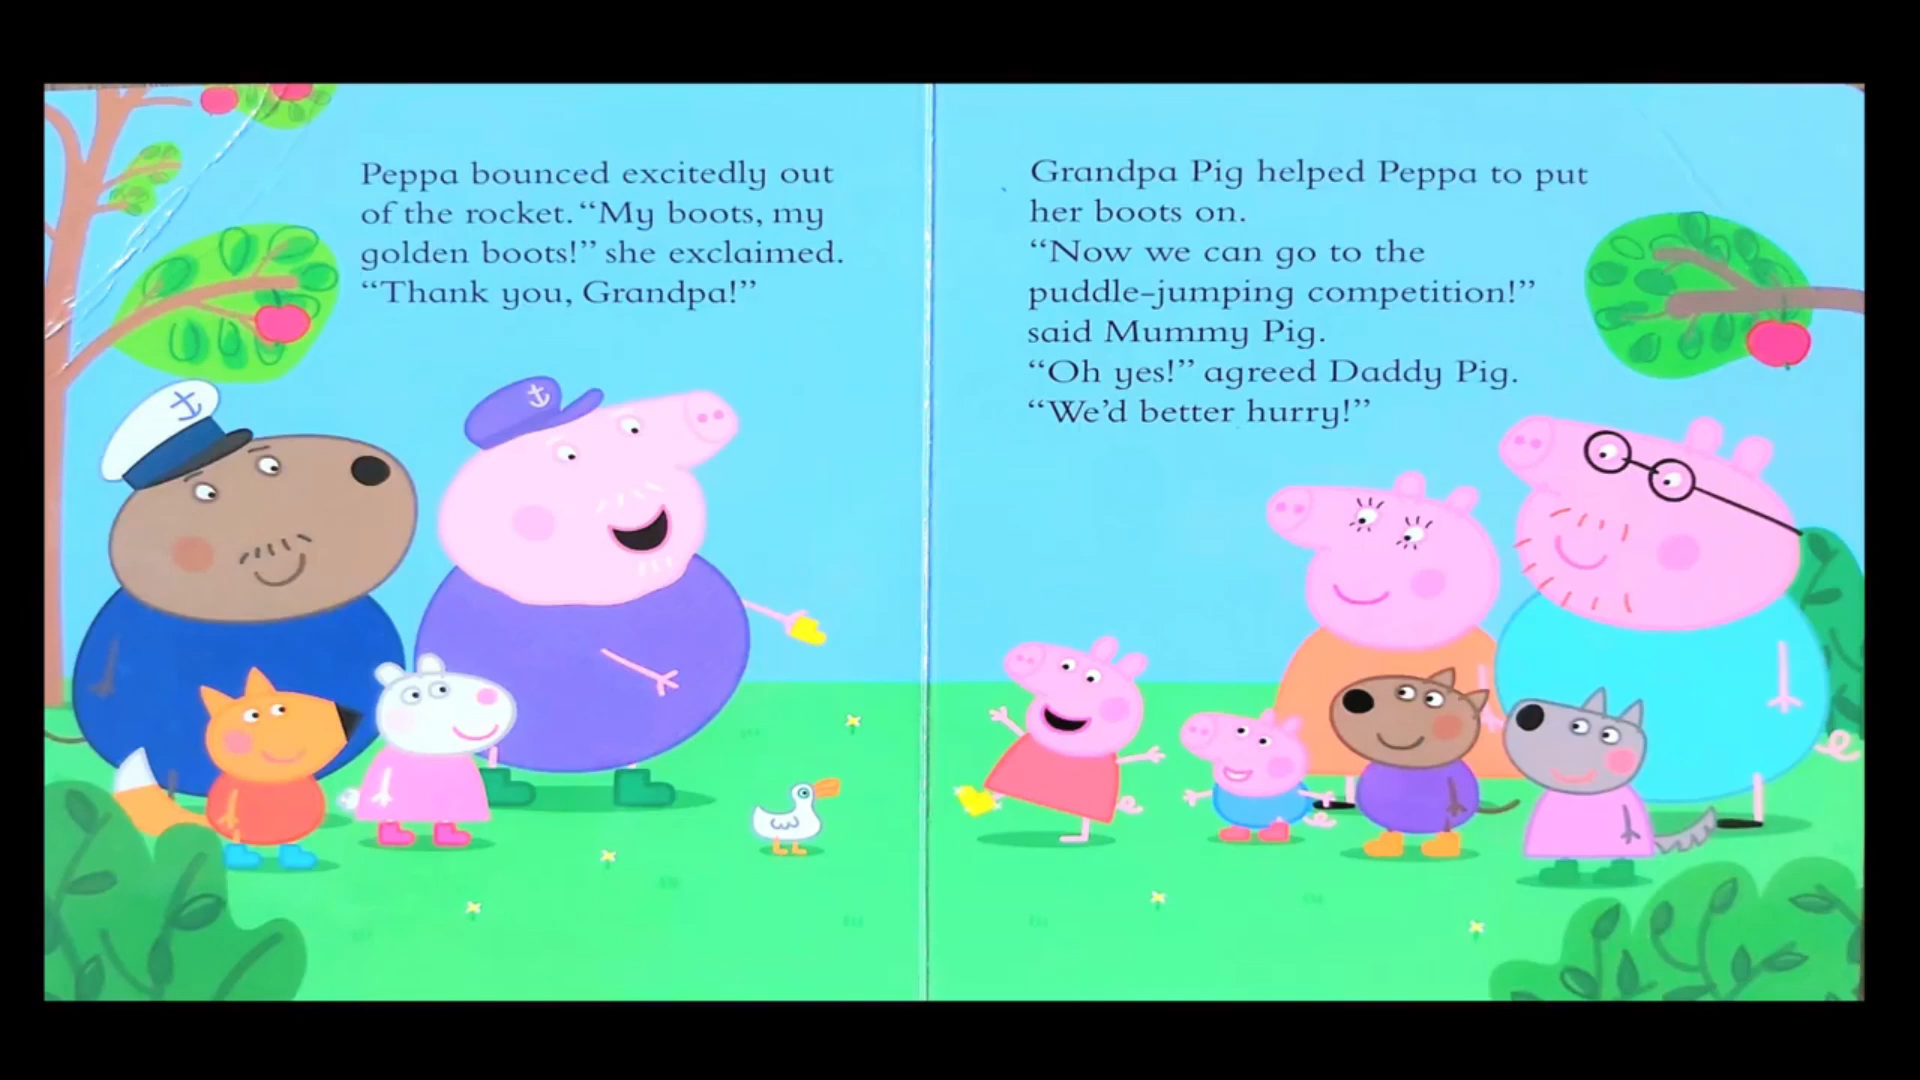 Peppa bounced excitedly out
of the rocket. “My boots, my
golden boots!” she exclaimed.
“Thank you, Grandpa!”
Grandpa Pig helped Peppa to put
her boots on.
“Now we can go to the
puddle-jumping competition!”
said Mummy Pig.
“Oh yes!” agreed Daddy Pig.
“We’d better hurry!”